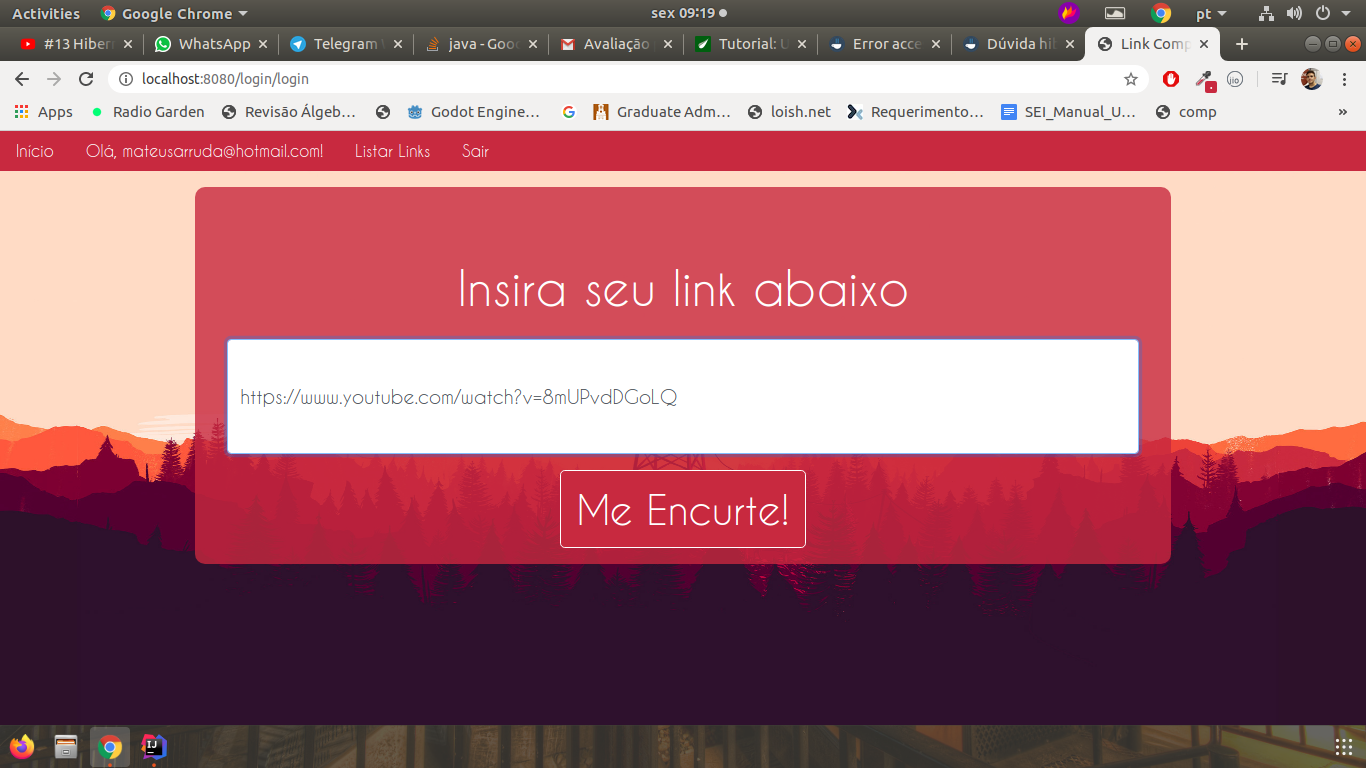 Activities Google Chrome sex 09:19 pt
#13 Hibern WhatsApp Telegram java - Goo Avaliação Tutorial: U Error acce Dúvida hi Link Comp
localhost:8080/login/login
Apps Radio Garden Revisão Álgeb... Godot Engine... Graduate Adm... loish.net Requerimento... SEI_Manual_U... comp »
Início Olá, mateusarruda@hotmail.com! Listar Links Sair
Insira seu link abaixo
https://www.youtube.com/watch?v=8mUPvdDGoLQ
Me Encurte!